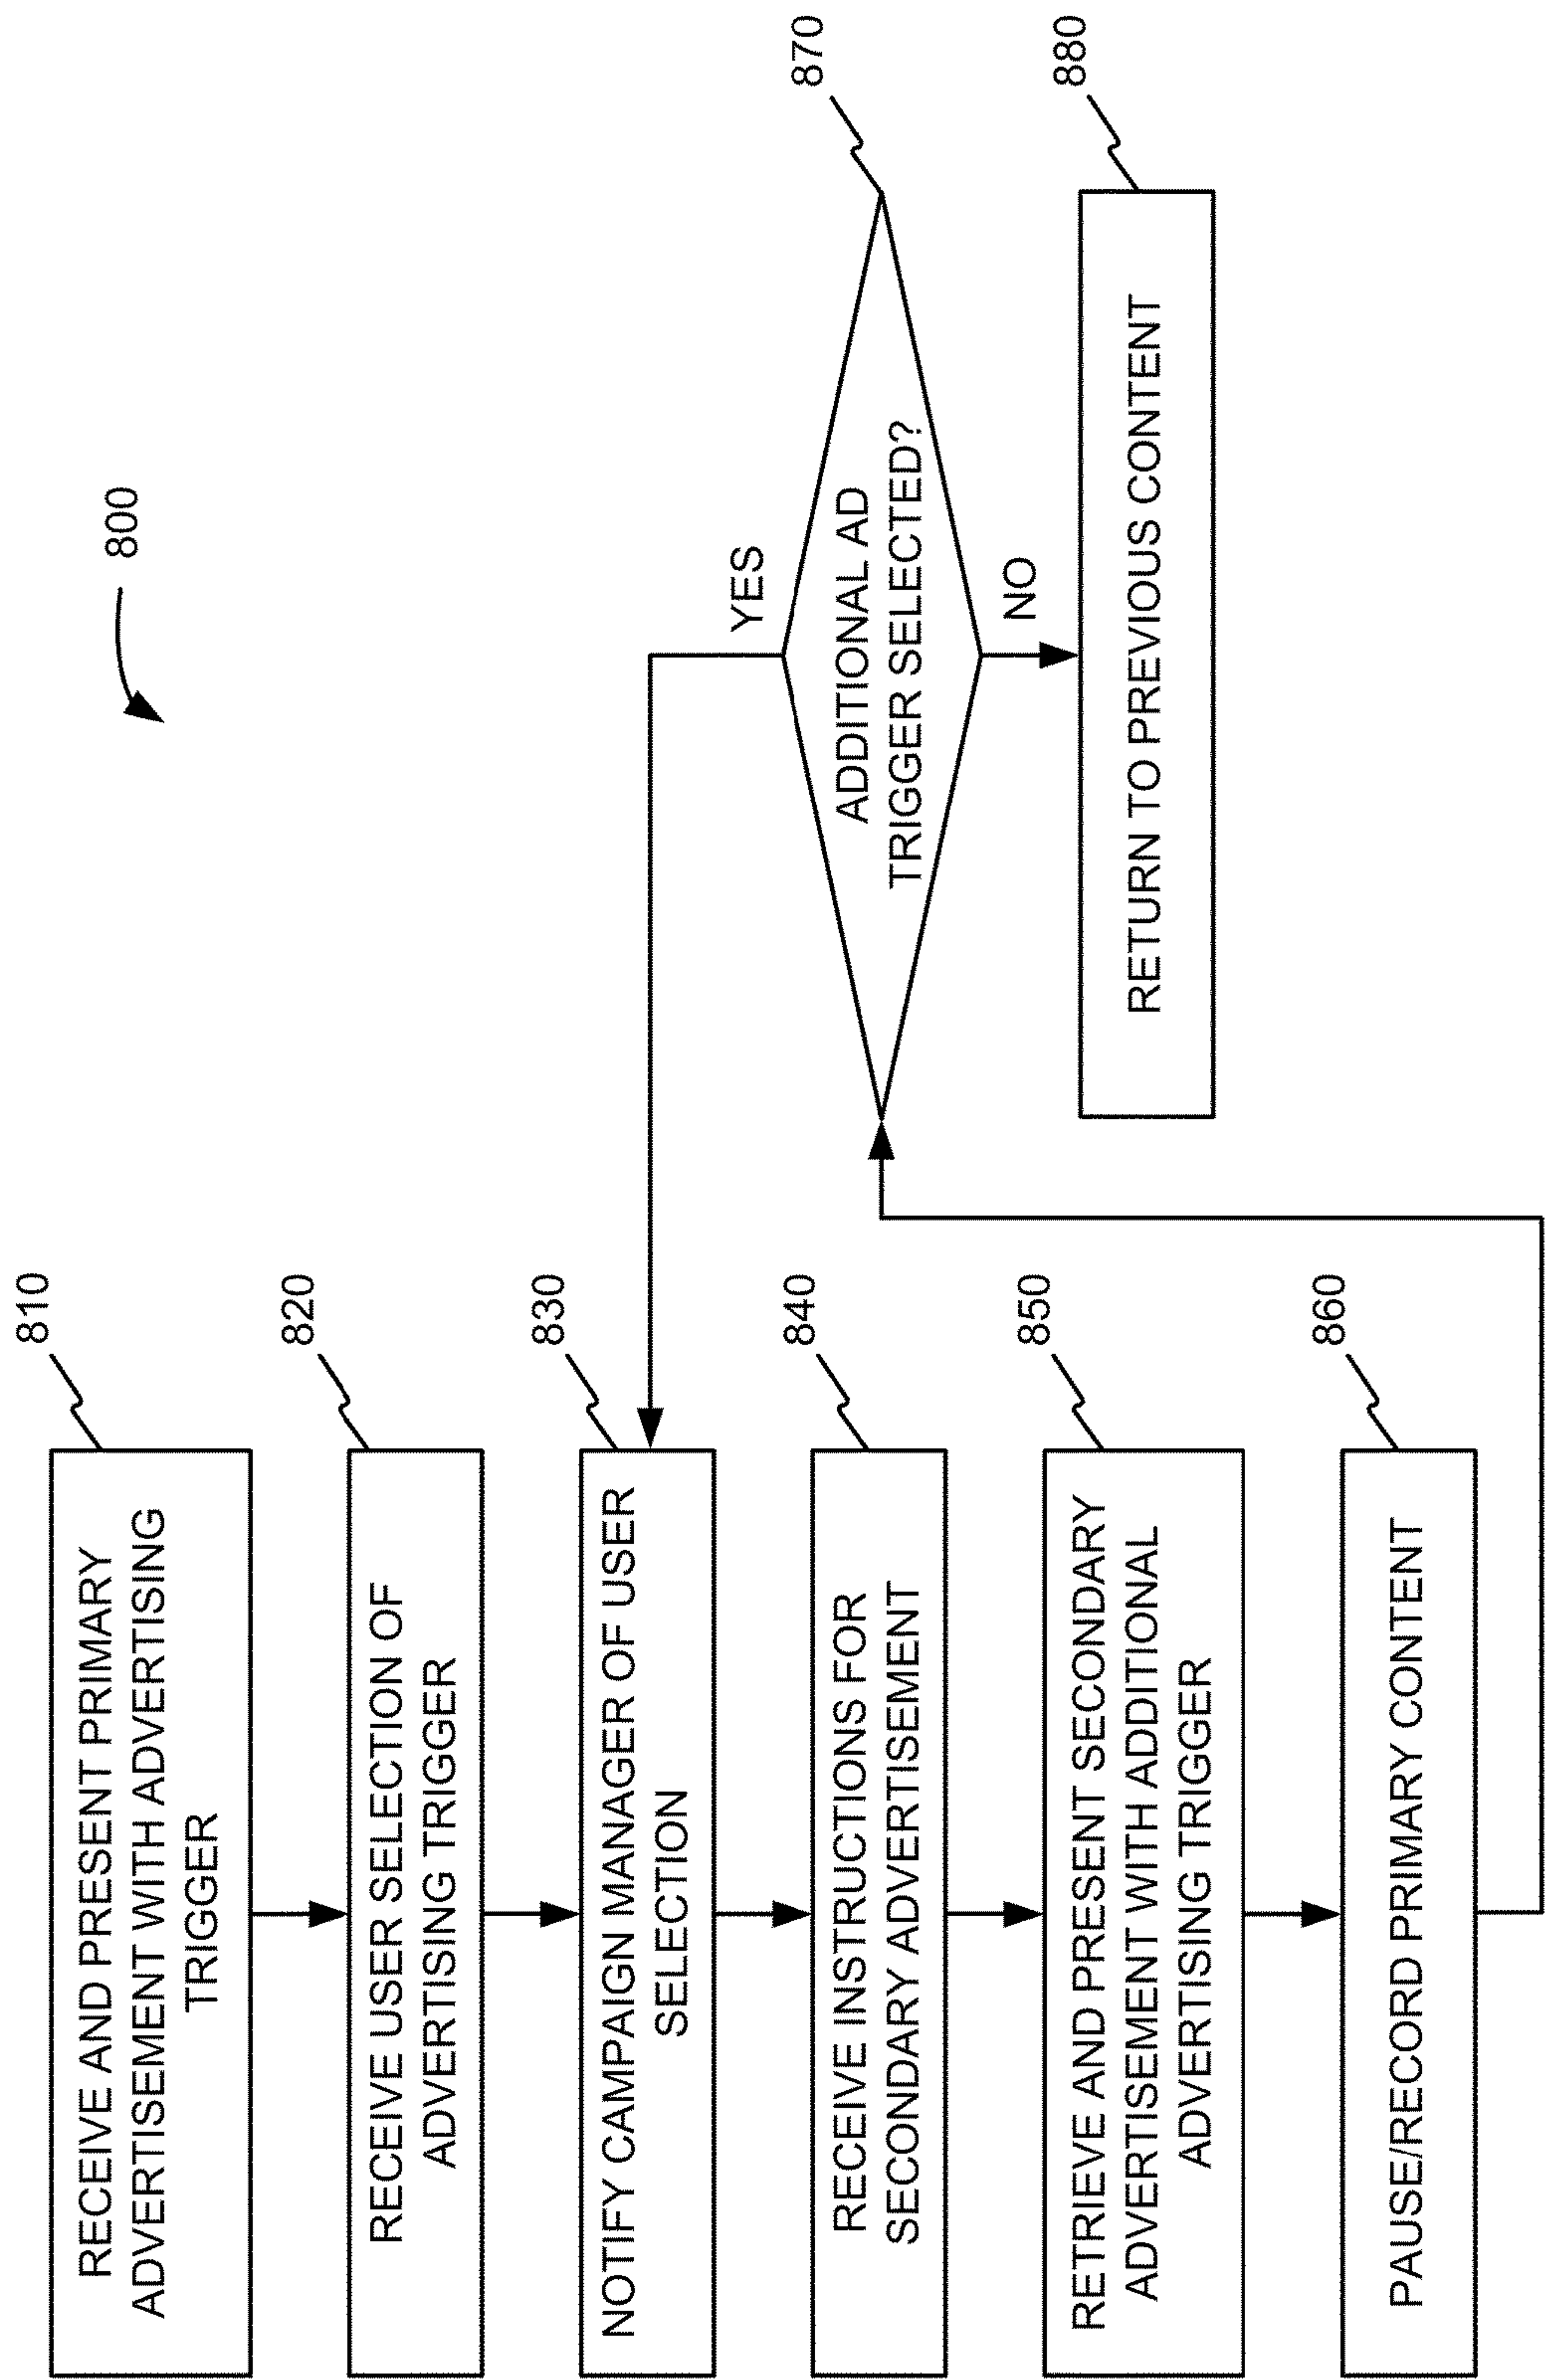 800
810
RECEIVE AND PRESENT PRIMARY
ADVERTISEMENT WITH ADVERTISING
TRIGGER
820
RECEIVE USER SELECTION OF
ADVERTISING TRIGGER
830
NOTIFY CAMPAIGN MANAGER OF USER
SELECTION
840
RECEIVE INSTRUCTIONS FOR
SECONDARY ADVERTISEMENT
850
RETRIEVE AND PRESENT SECONDARY
ADVERTISEMENT WITH ADDITIONAL
ADVERTISING TRIGGER
860
PAUSE/RECORD PRIMARY CONTENT
870
YES
ADDITIONAL AD
TRIGGER SELECTED?
NO
880
RETURN TO PREVIOUS CONTENT